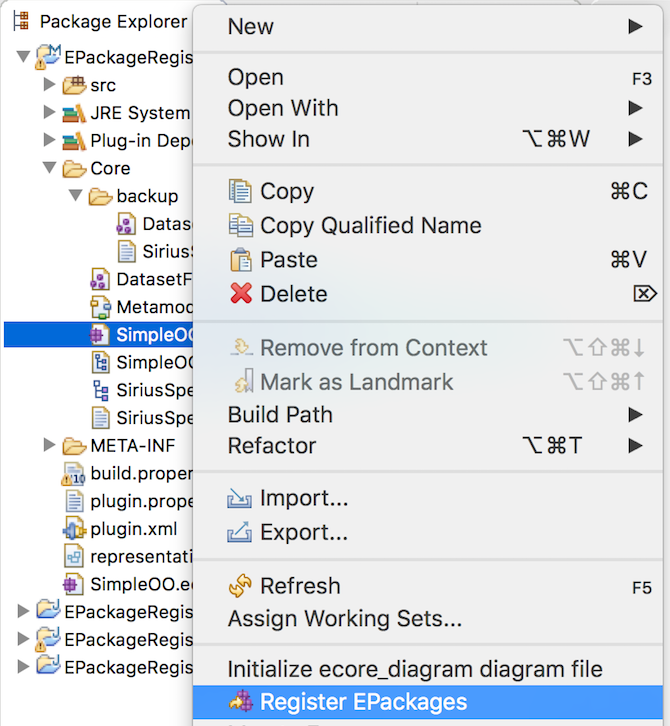 Package Explorer
EPackageRegis
src
JRE System
Plug-in Depe
Core
backup
Datase
SiriusS
DatasetF
Metamod
SimpleOO
SimpleOO
SiriusSpe
SiriusSpe
META-INF
build.propert
plugin.prope
plugin.xml
representati
SimpleOO.ec
EPackageRegis
EPackageRegis
EPackageRegis
New
Open F3
Open With
Show In ⌥⌘W
Copy ⌘C
Copy Qualified Name
Paste ⌘V
Delete ⌦
Remove from Context ⌥⇧⌘↓
Mark as Landmark ⌥⇧⌘↑
Build Path
Refactor ⌥⌘T
Import...
Export...
Refresh F5
Assign Working Sets...
Initialize ecore_diagram diagram file
Register EPackages